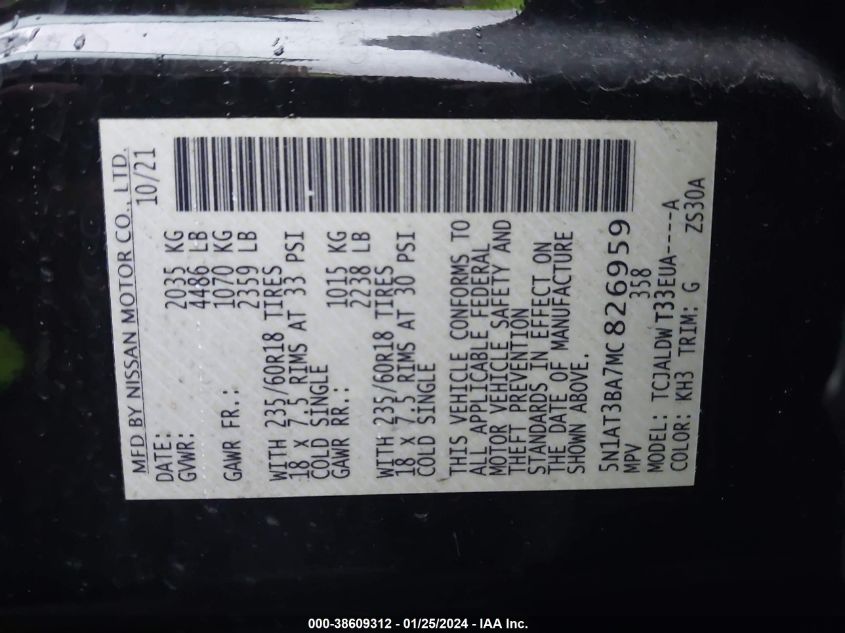 MFD BY NISSAN MOTOR CO., LTD.
DATE: 10/21
GVWR: 2035 KG
4486 LB
GAWR FR.: 1070 KG
2359 LB
WITH 235/60R18 TIRES
18 X 7.5 RIMS AT 33 PSI
COLD SINGLE
GAWR RR.: 1015 KG
2238 LB
WITH 235/60R18 TIRES
18 X 7.5 RIMS AT 30 PSI
COLD SINGLE
THIS VEHICLE CONFORMS TO
ALL APPLICABLE FEDERAL
MOTOR VEHICLE SAFETY AND
THEFT PREVENTION
STANDARDS IN EFFECT ON
THE DATE OF MANUFACTURE
SHOWN ABOVE.
5N1AT3BA7MC826959
MPV 358
MODEL: TCJALDWT33EUA----A
COLOR: KH3 TRIM: G ZS30A
000-38609312 - 01/25/2024 - IAA Inc.